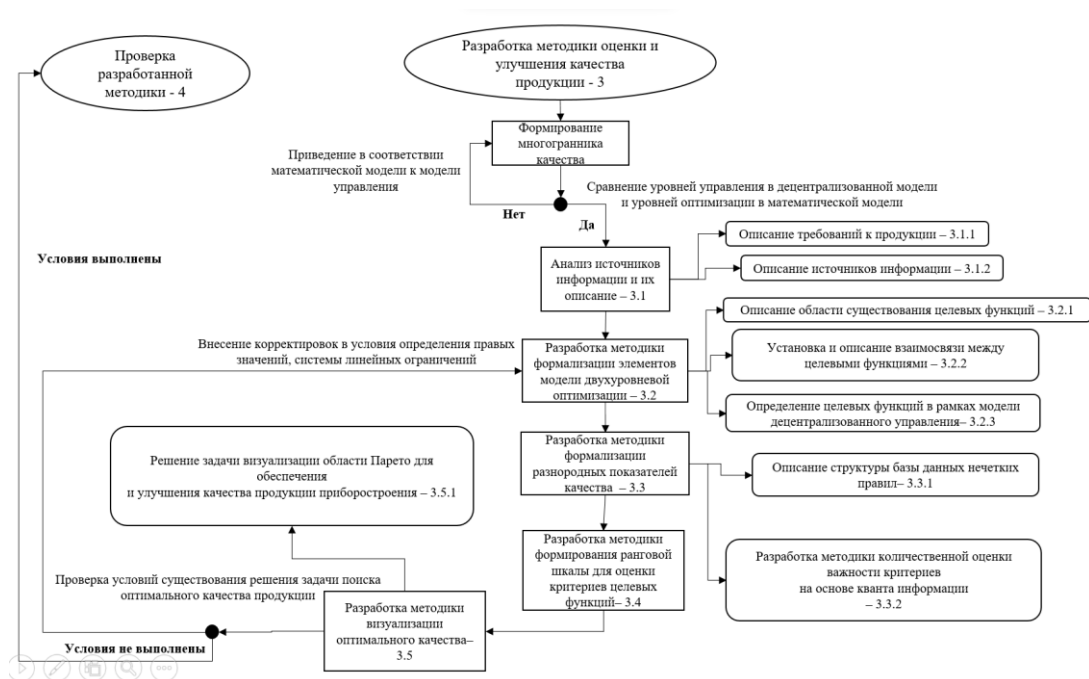 Проверка
разработанной
методики - 4
Разработка методики оценки и
улучшения качества
продукции - 3
Формирование
многогранника
качества
Приведение в соответствии
математической модели к модели
управления
Сравнение уровней управления в децентрализованной модели
и уровней оптимизации в математической модели
Нет
Да
Условия выполнены
Анализ источников
информации и их
описание – 3.1
Описание требований к продукции – 3.1.1
Описание источников информации – 3.1.2
Описание области существования целевых функций – 3.2.1
Внесение корректировок в условия определения правых
значений, системы линейных ограничений
Разработка методики
формализации элементов
модели двухуровневой
оптимизации – 3.2
Установка и описание взаимосвязи между
целевыми функциями – 3.2.2
Определение целевых функций в рамках модели
децентрализованного управления– 3.2.3
Разработка методики
формализации
разнородных показателей
качества – 3.3
Описание структуры базы данных нечетких
правил– 3.3.1
Решение задачи визуализации области Парето для
обеспечения
и улучшения качества продукции приборостроения – 3.5.1
Разработка методики
формирования ранговой
шкалы для оценки
критериев целевых
функций– 3.4
Разработка методики количественной оценки
важности критериев
на основе кванта информации
– 3.3.2
Проверка условий существования решения задачи поиска
оптимального качества продукции
Разработка методики
визуализации
оптимального качества–
3.5
Условия не выполнены